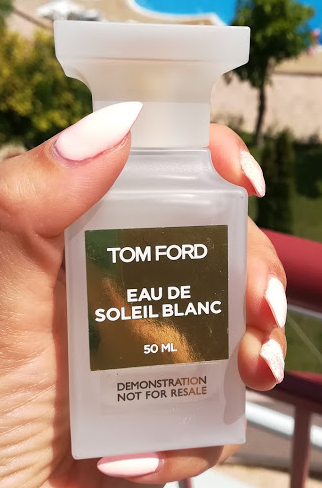 TOM FORD
EAU DE
SOLEIL BLANC
50 ML
DEMONSTRATION
NOT FOR RESALE